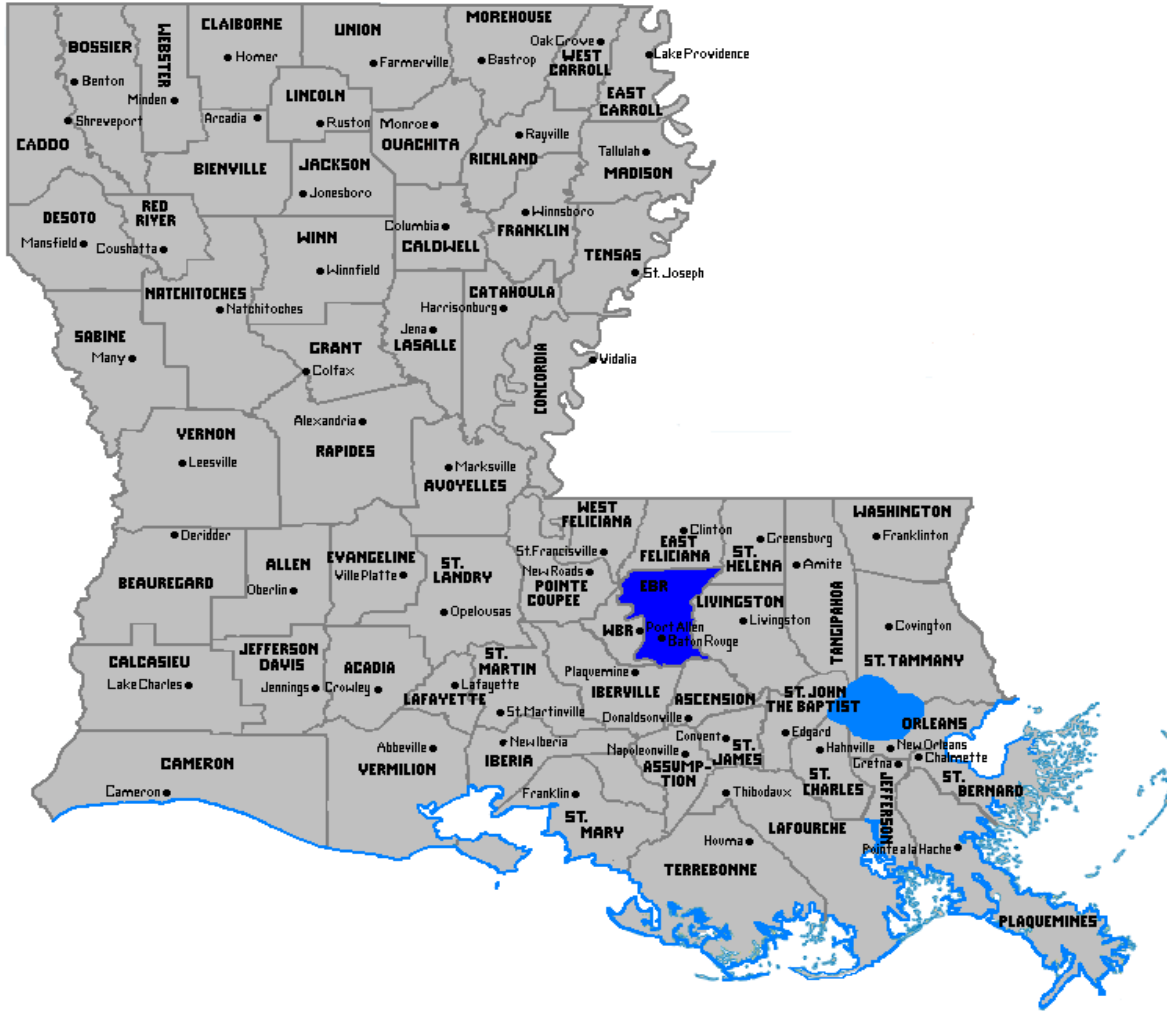 CLAIBORNE
UNION
MOREHOUSE
BOSSIER
WEBSTER
Homer
Farmerville
Bastrop
Oak Grove
WEST
CARROLL
Lake Providence
Benton
Minden
LINCOLN
EAST
CARROLL
Shreveport
Arcadia
Ruston
Monroe
OUACHITA
Rayville
CADDO
BIENVILLE
JACKSON
RICHLAND
Tallulah
MADISON
Jonesboro
DESOTO
RED
RIVER
Mansfield
Coushatta
WINN
Columbia
CALDWELL
Winnsboro
FRANKLIN
TENSAS
Winnfield
St. Joseph
NATCHITOCHES
Natchitoches
CATAHOULA
Harrisonburg
SABINE
Many
GRANT
Colfax
Jena
LASALLE
CONCORDIA
Vidalia
VERNON
Leesville
Alexandria
RAPIDES
Marksville
AVOYELLES
WEST
FELICIANA
Clinton
EAST
FELICIANA
Greensburg
ST.
HELENA
WASHINGTON
Franklinton
Deridder
BEAUREGARD
ALLEN
Oberlin
EVANGELINE
Ville Platte
ST.
LANDRY
Opelousas
St. Francisville
New Roads
POINTE
COUPEE
EBR
LIVINGSTON
Livingston
Amite
TANGIPAHOA
Covington
ST. TAMMANY
WBR
Port Allen
Baton Rouge
CALCASIEU
Lake Charles
JEFFERSON
DAVIS
Jennings
ACADIA
Crowley
LAFAYETTE
Lafayette
ST.
MARTIN
St. Martinville
Plaquemine
IBERVILLE
ASCENSION
Donaldsonville
ST. JOHN
THE BAPTIST
Edgard
ORLEANS
New Orleans
Chalmette
Hahnville
Gretna
CAMERON
Cameron
Abbeville
VERMILION
New Iberia
IBERIA
Napoleonville
ASSUMP-
TION
Convent
ST.
JAMES
ST.
CHARLES
JEFFERSON
ST.
BERNARD
Franklin
ST.
MARY
Thibodaux
LAFOURCHE
Houma
TERREBONNE
Pointe a la Hache
PLAQUEMINES